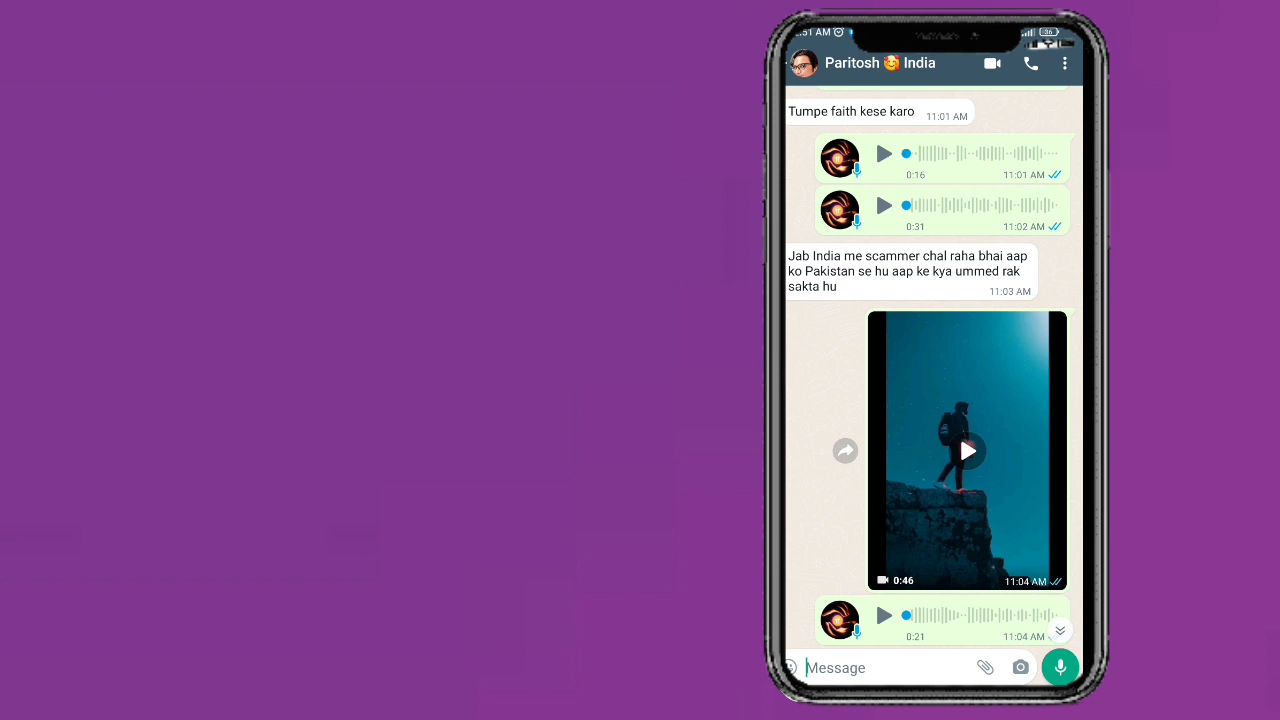 :51 AM
36
Paritosh 🥰 India
Tumpe faith kese karo
11:01 AM
0:16
11:01 AM
0:31
11:02 AM
Jab India me scammer chal raha bhai aap
ko Pakistan se hu aap ke kya ummed rak
sakta hu
11:03 AM
0:46
11:04 AM
0:21
11:04 AM
Message